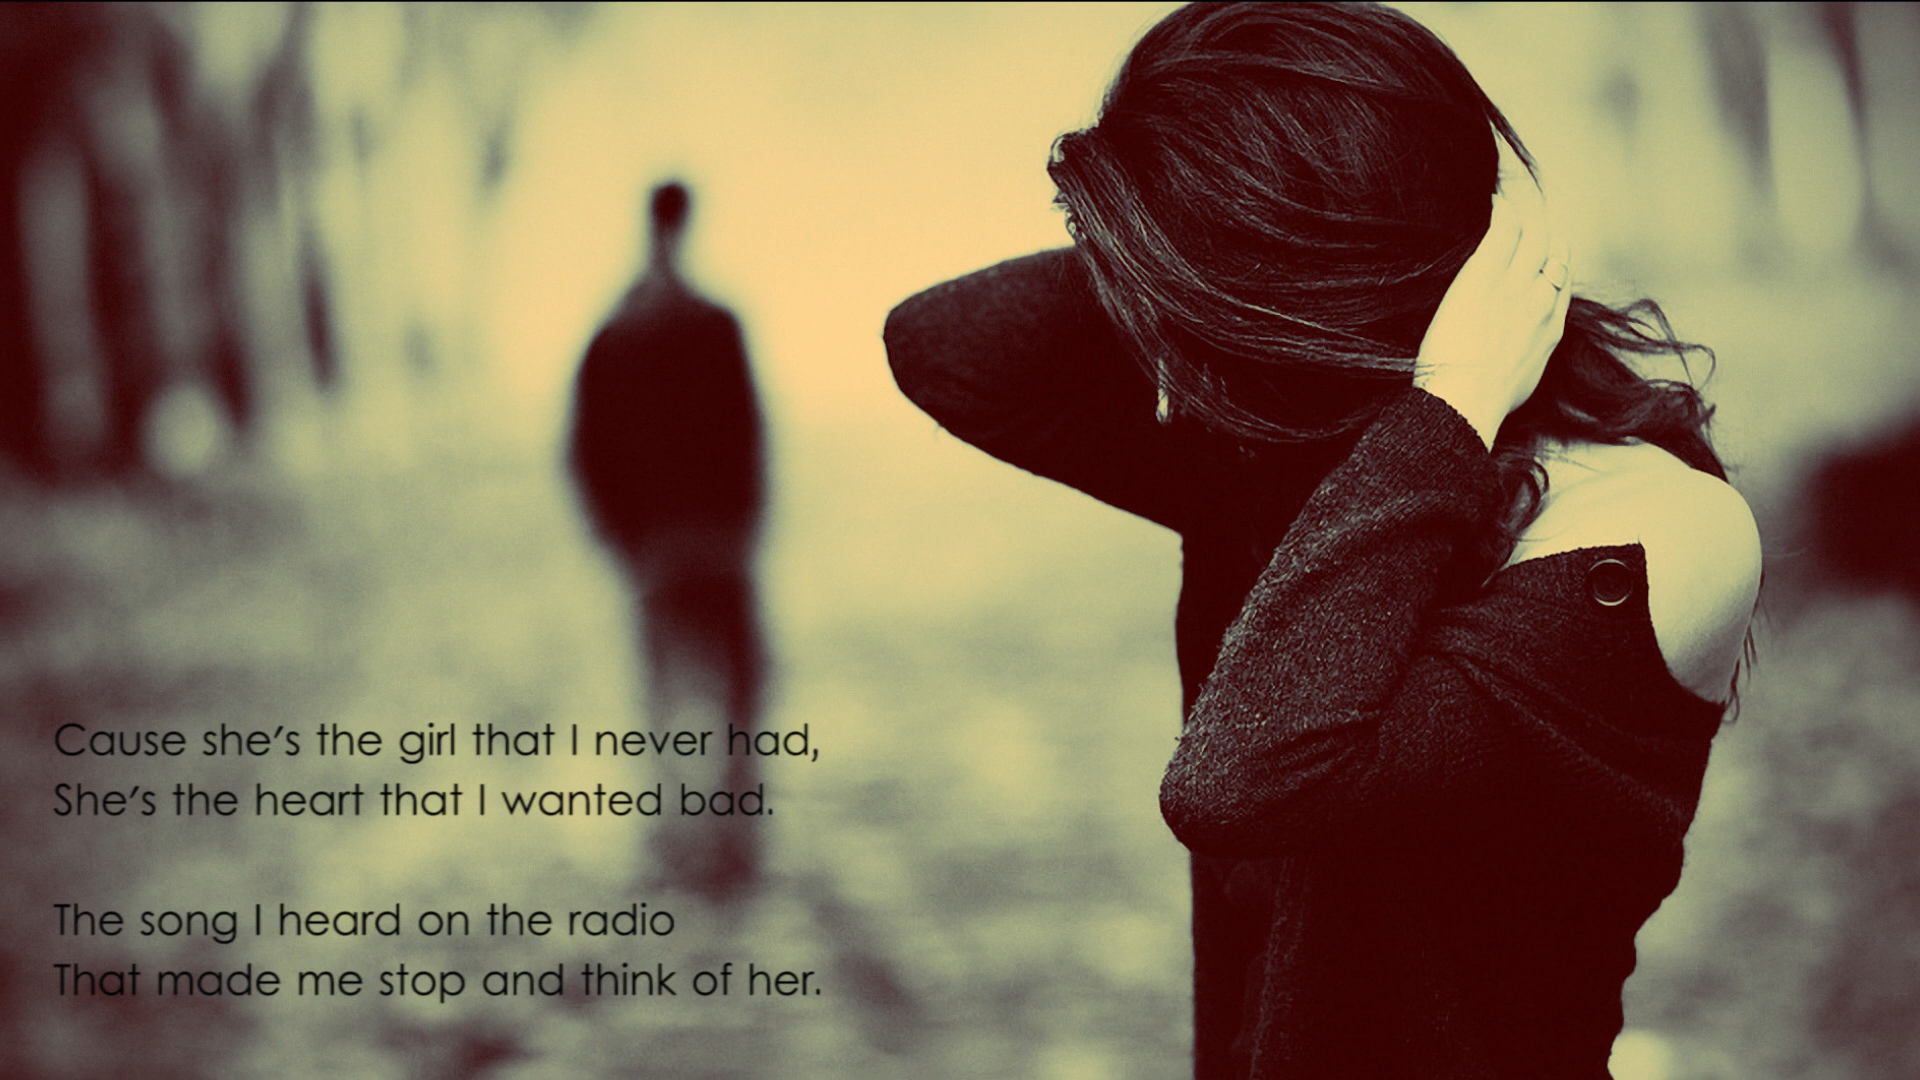 Cause she's the girl that I never had,
She's the heart that I wanted bad.
The song I heard on the radio
That made me stop and think of her.